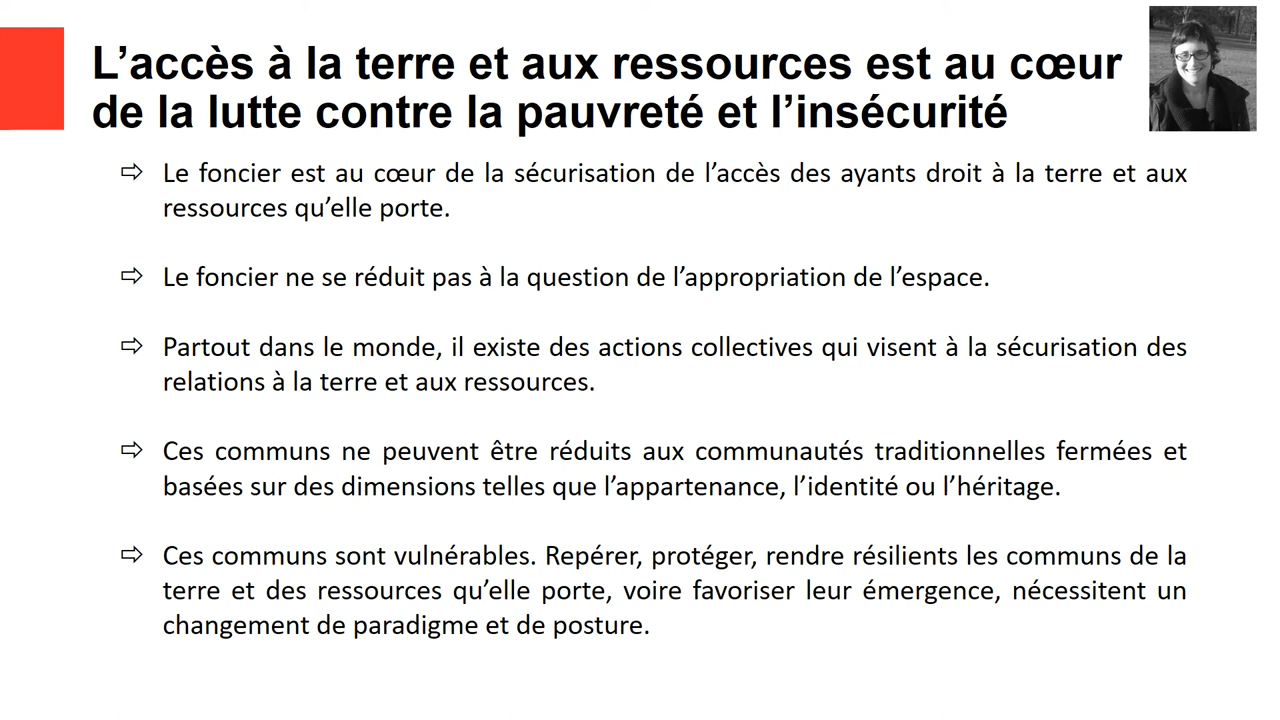 L’accès à la terre et aux ressources est au cœur
de la lutte contre la pauvreté et l’insécurité
⇨ Le foncier est au cœur de la sécurisation de l’accès des ayants droit à la terre et aux
ressources qu’elle porte.
⇨ Le foncier ne se réduit pas à la question de l’appropriation de l’espace.
⇨ Partout dans le monde, il existe des actions collectives qui visent à la sécurisation des
relations à la terre et aux ressources.
⇨ Ces communs ne peuvent être réduits aux communautés traditionnelles fermées et
basées sur des dimensions telles que l’appartenance, l’identité ou l’héritage.
⇨ Ces communs sont vulnérables. Repérer, protéger, rendre résilients les communs de la
terre et des ressources qu’elle porte, voire favoriser leur émergence, nécessitent un
changement de paradigme et de posture.